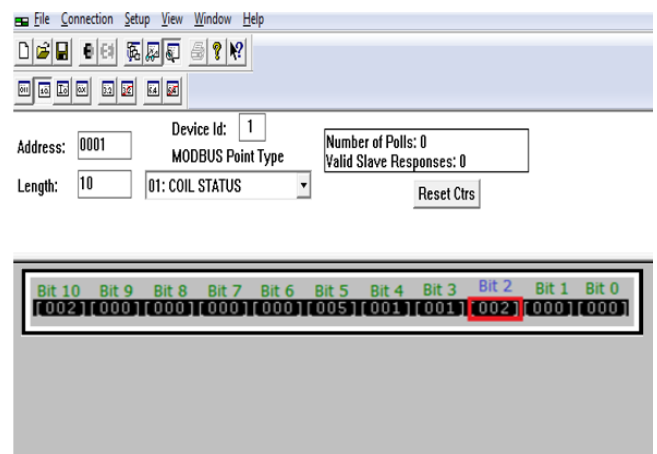 File Connection Setup View Window Help
Device Id: 1
Address: 0001
MODBUS Point Type
Number of Polls: 0
Valid Slave Responses: 0
Length: 10
01: COIL STATUS
Reset Ctrs
Bit 10 Bit 9 Bit 8 Bit 7 Bit 6 Bit 5 Bit 4 Bit 3 Bit 2 Bit 1 Bit 0
[002][000][000][000][000][005][001][001][002][000][000]